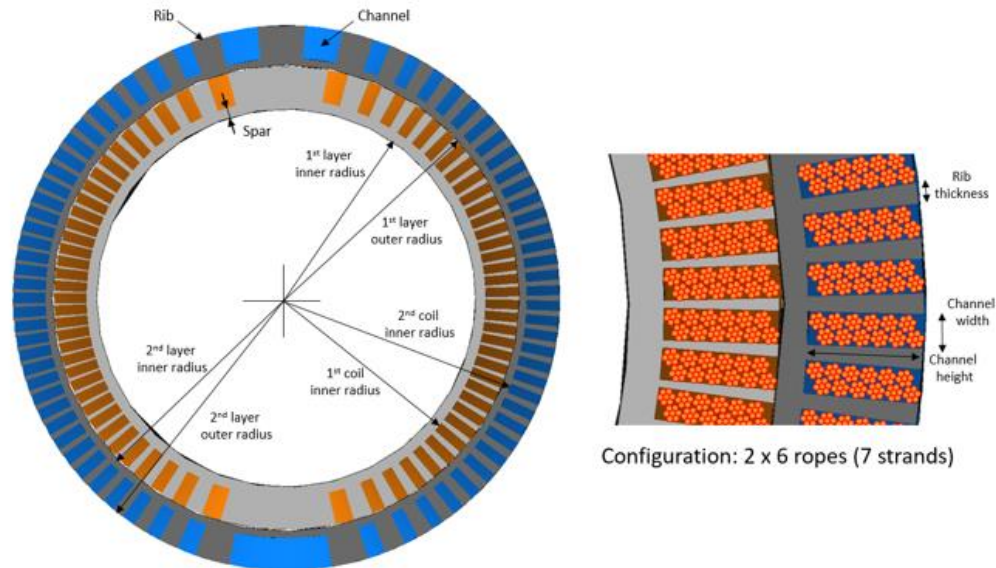 Rib
Channel
Spar
1st layer
inner radius
1st layer
outer radius
2nd coil
inner radius
2nd layer
inner radius
1st coil
inner radius
2nd layer
outer radius
Rib
thickness
Channel
width
Channel
height
Configuration: 2 x 6 ropes (7 strands)